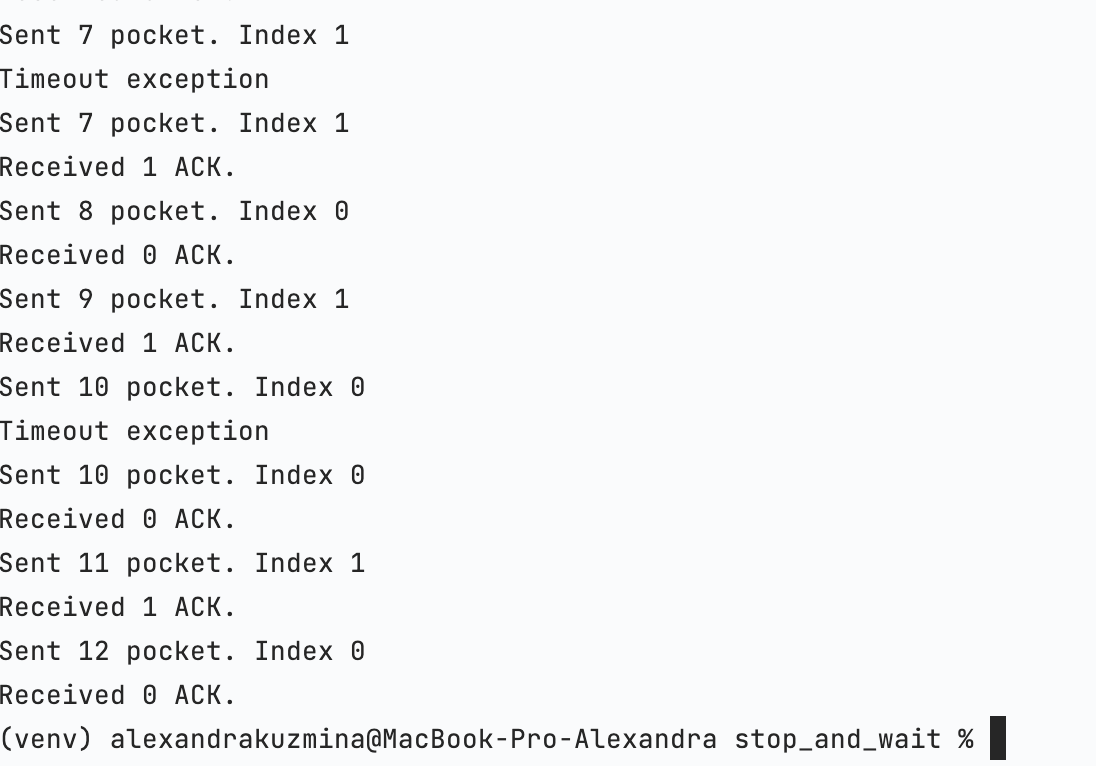 Sent 7 pocket. Index 1
Timeout exception
Sent 7 pocket. Index 1
Received 1 ACK.
Sent 8 pocket. Index 0
Received 0 ACK.
Sent 9 pocket. Index 1
Received 1 ACK.
Sent 10 pocket. Index 0
Timeout exception
Sent 10 pocket. Index 0
Received 0 ACK.
Sent 11 pocket. Index 1
Received 1 ACK.
Sent 12 pocket. Index 0
Received 0 ACK.
(venv) alexandrakuzmina@MacBook-Pro-Alexandra stop_and_wait %